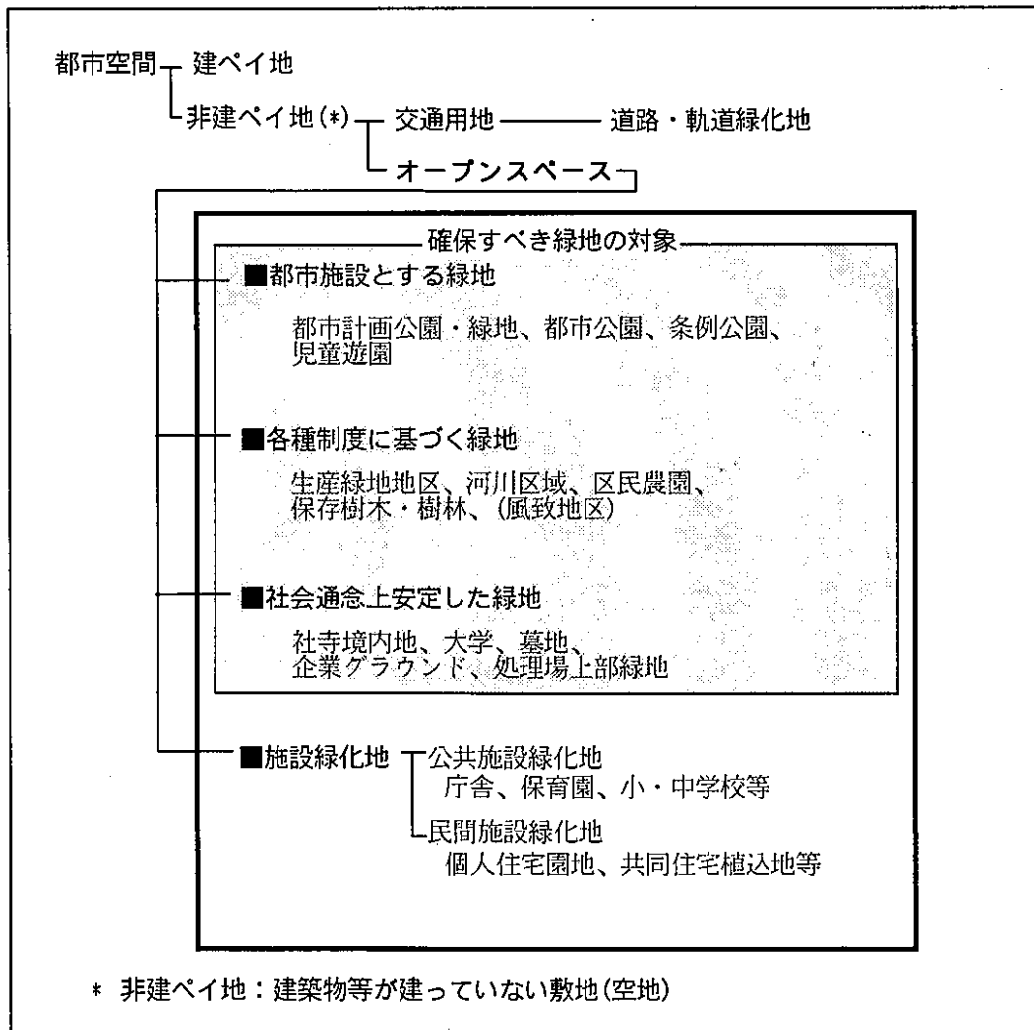 都市空間 建ペイ地
非建ペイ地(*) 交通用地 道路・軌道緑化地
オープンスペース
確保すべき緑地の対象
■都市施設とする緑地
都市計画公園・緑地、都市公園、条例公園、
児童遊園
■各種制度に基づく緑地
生産緑地地区、河川区域、区民農園、
保存樹木・樹林、(風致地区)
■社会通念上安定した緑地
社寺境内地、大学、墓地、
企業グラウンド、処理場上部緑地
■施設緑化地 公共施設緑化地
庁舎、保育園、小・中学校等
民間施設緑化地
個人住宅園地、共同住宅植込地等
* 非建ペイ地：建築物等が建っていない敷地(空地)